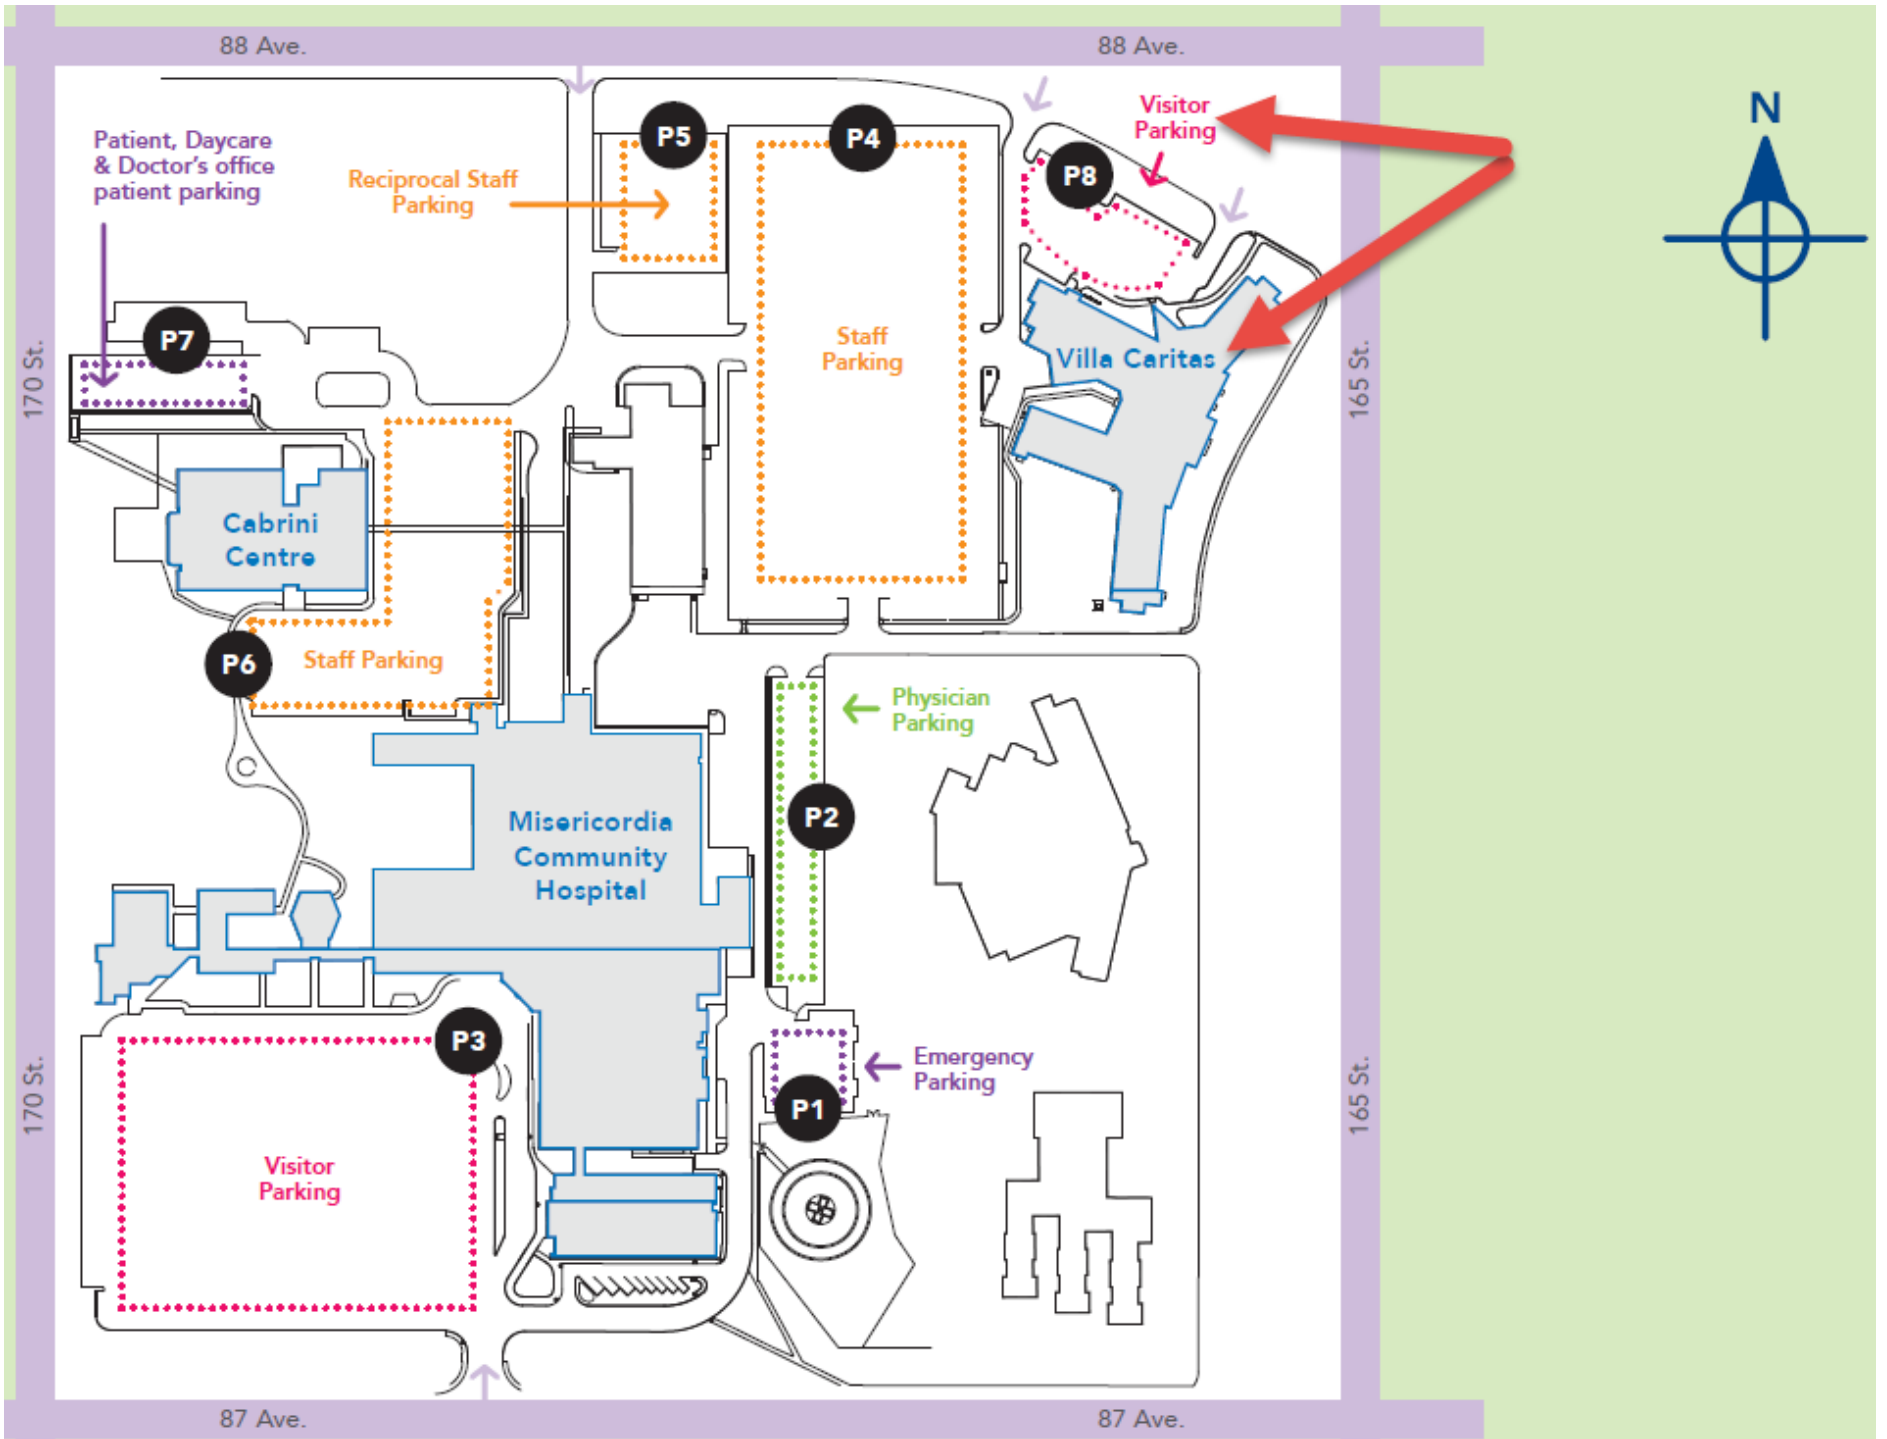 88 Ave.
88 Ave.
N
Visitor
Parking
P5
P4
Patient, Daycare
& Doctor's office
patient parking
Reciprocal Staff
Parking
P8
P7
Staff
Parking
Villa Caritas
170 St.
165 St.
Cabrini
Centre
P6
Staff Parking
Physician
Parking
P2
Misericordia
Community
Hospital
P3
Emergency
Parking
P1
170 St.
165 St.
Visitor
Parking
87 Ave.
87 Ave.